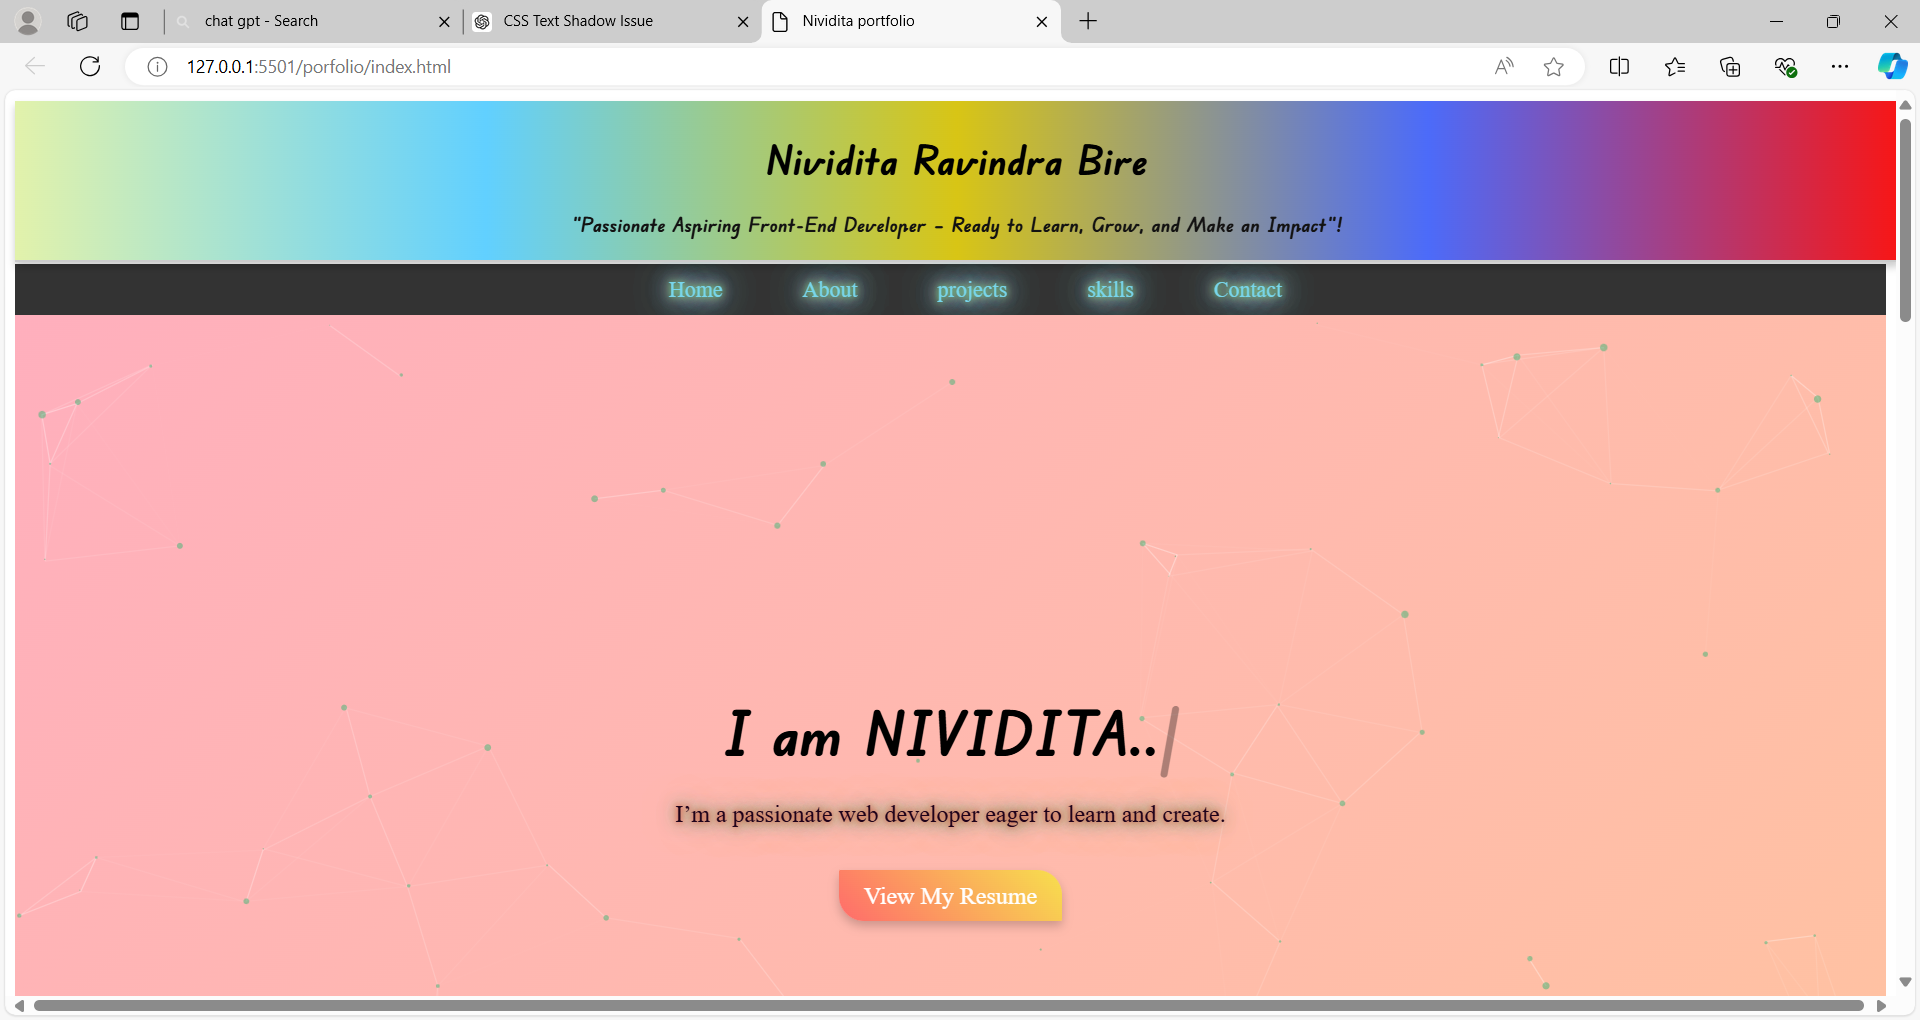 chat gpt - Search
CSS Text Shadow Issue
Nividita portfolio
127.0.0.1:5501/porfolio/index.html
Nividita Ravindra Bire
"Passionate Aspiring Front-End Developer – Ready to Learn, Grow, and Make an Impact"!
Home About projects skills Contact
I am NIVIDITA..|
I’m a passionate web developer eager to learn and create.
View My Resume